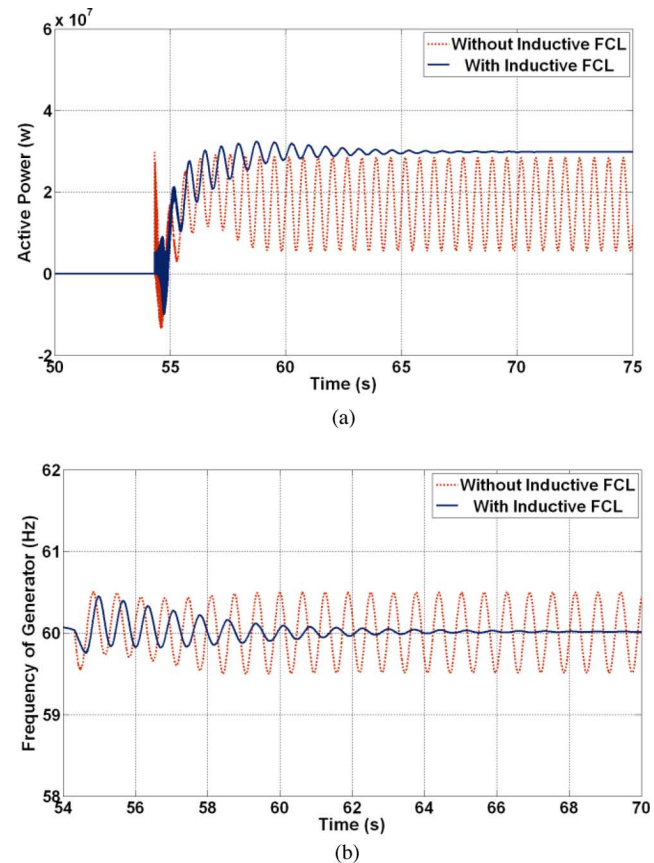 x 10⁷
6
4
2
0
-2
Active Power (w)
Without Inductive FCL
With Inductive FCL
50 55 60 65 70 75
Time (s)
(a)
62
61
60
59
58
Frequency of Generator (Hz)
Without Inductive FCL
With Inductive FCL
54 56 58 60 62 64 66 68 70
Time (s)
(b)